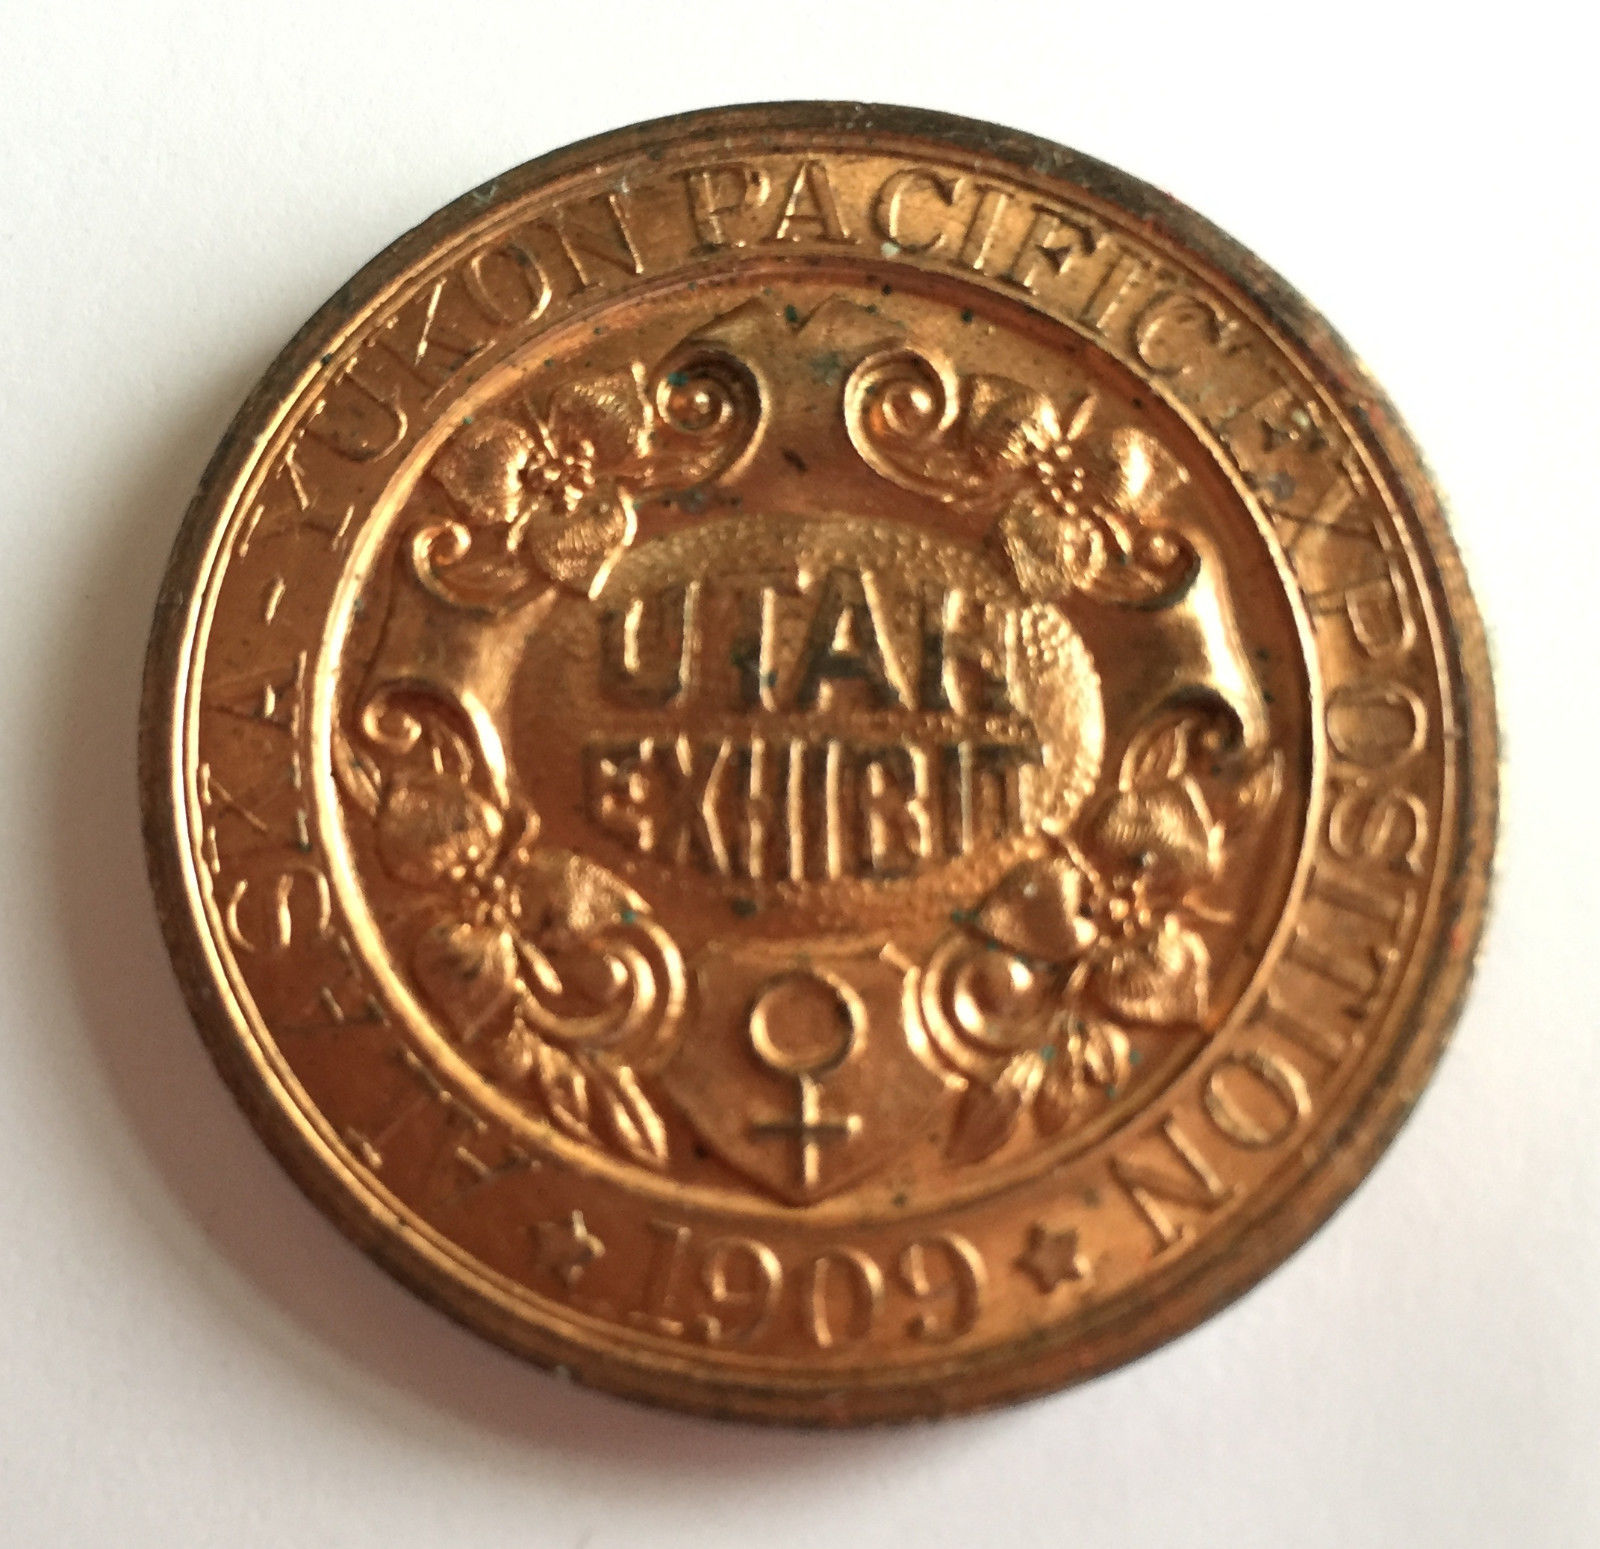 ALASKA-YUKON PACIFIC EXPOSITION
★ 1909 ★
UTAH
EXHIBIT